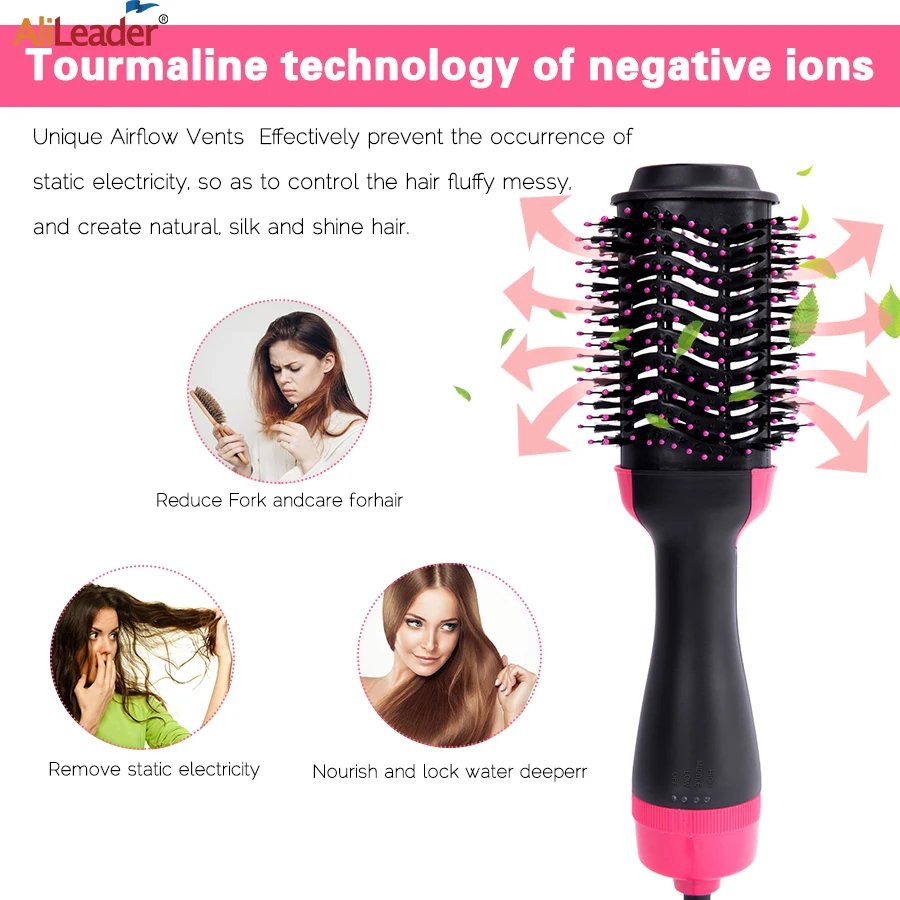 AliLeader®
Tourmaline technology of negative ions
Unique Airflow Vents Effectively prevent the occurrence of
static electricity, so as to control the hair fluffy messy,
and create natural, silk and shine hair.
Reduce Fork andcare forhair
Remove static electricity
Nourish and lock water deeperr